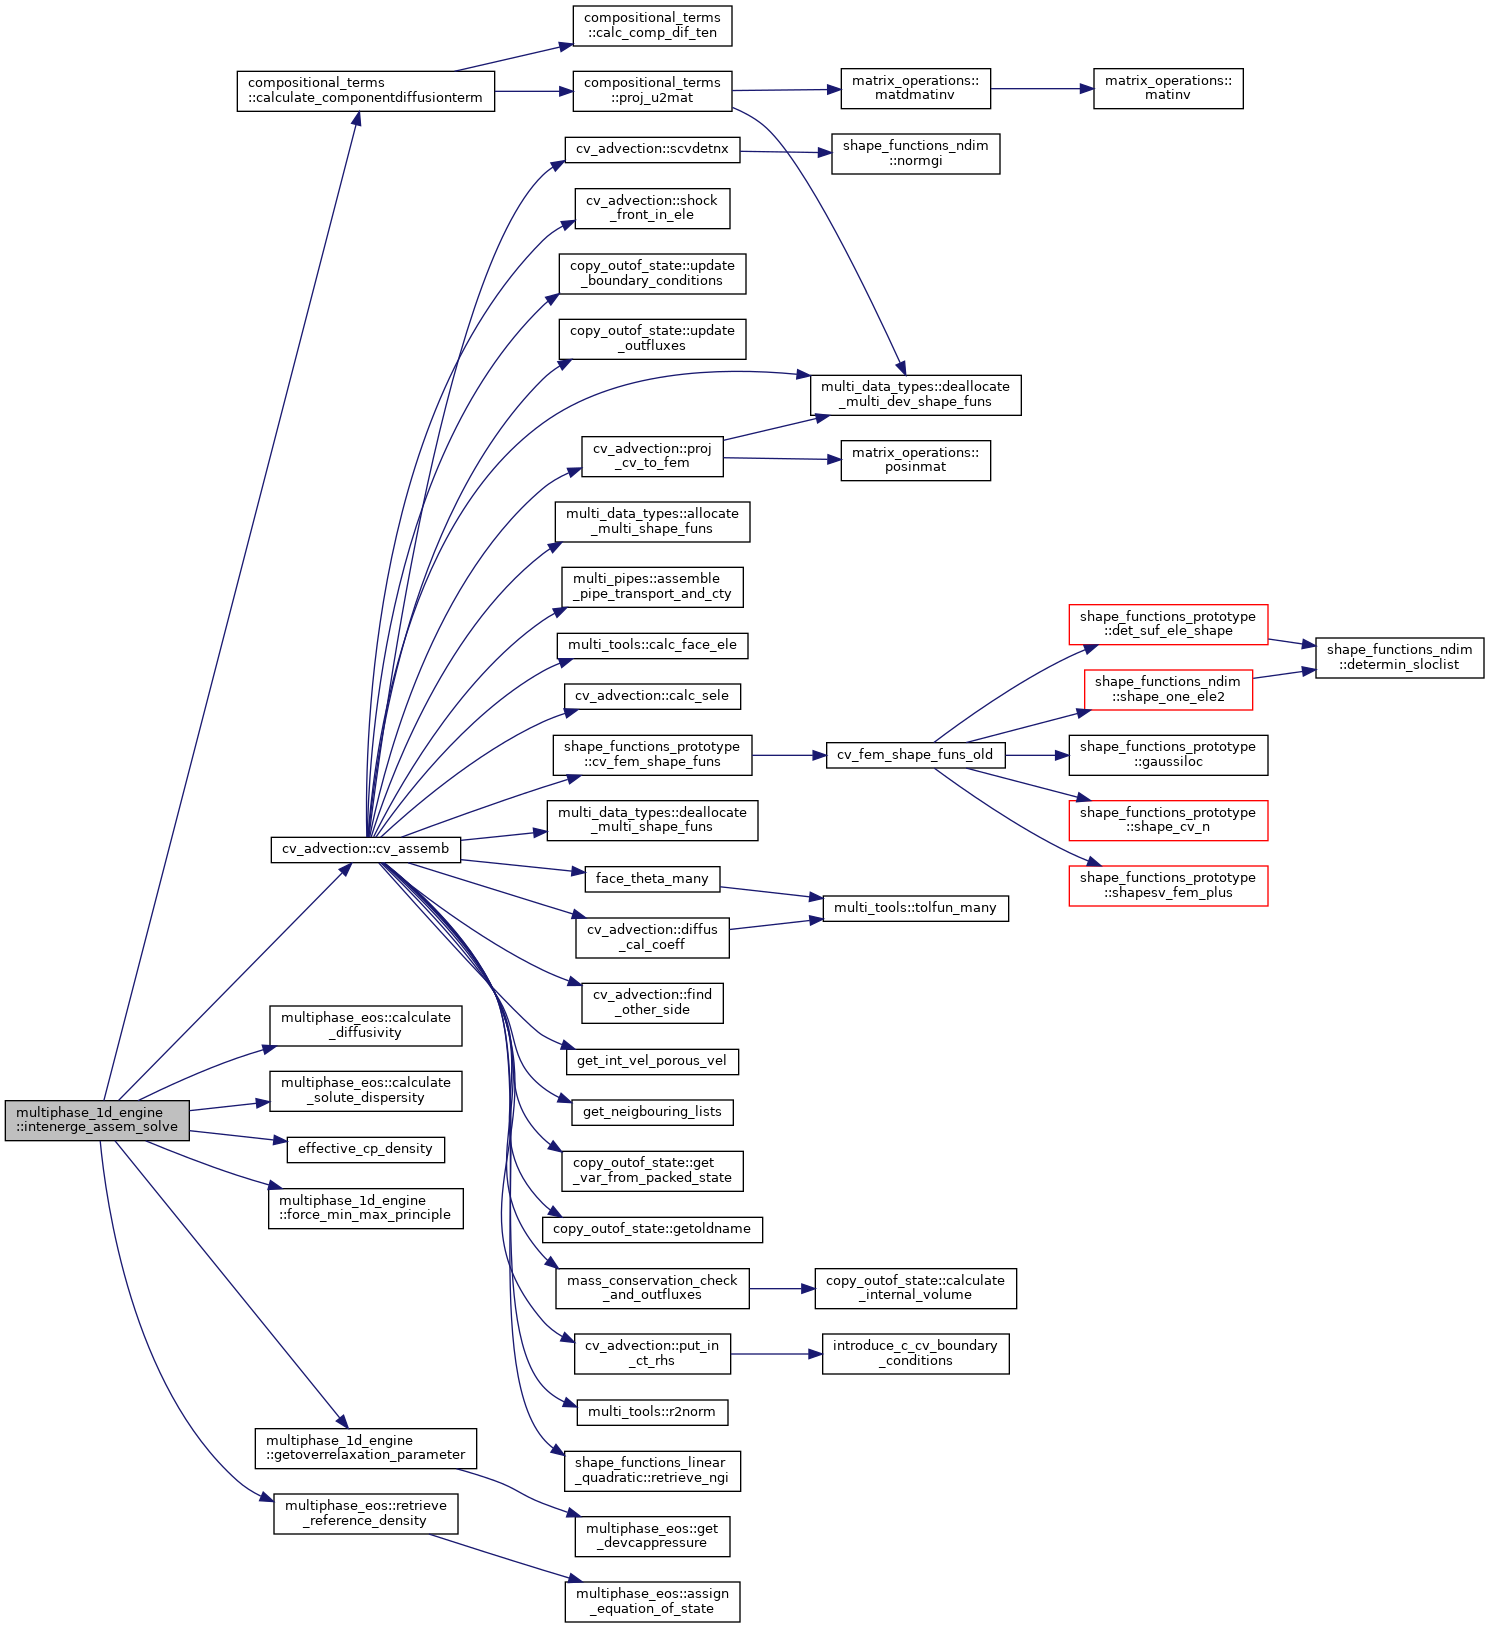 compositional_terms
::calc_comp_dif_ten
compositional_terms
::calculate_componentdiffusionterm
compositional_terms
::proj_u2mat
matrix_operations::
matdmatinv
matrix_operations::
matinv
cv_advection::scvdetnx
shape_functions_ndim
::normgi
cv_advection::shock
_front_in_ele
copy_outof_state::update
_boundary_conditions
copy_outof_state::update
_outfluxes
multi_data_types::deallocate
_multi_dev_shape_funs
cv_advection::proj
_cv_to_fem
matrix_operations::
posinmat
multi_data_types::allocate
_multi_shape_funs
multi_pipes::assemble
_pipe_transport_and_cty
multi_tools::calc_face_ele
shape_functions_prototype
::det_suf_ele_shape
shape_functions_ndim
::determin_sloclist
cv_advection::calc_sele
shape_functions_ndim
::shape_one_ele2
shape_functions_prototype
::cv_fem_shape_funs
cv_fem_shape_funs_old
shape_functions_prototype
::gaussiloc
multi_data_types::deallocate
_multi_shape_funs
shape_functions_prototype
::shape_cv_n
cv_advection::cv_assemb
face_theta_many
shape_functions_prototype
::shapesv_fem_plus
multi_tools::tolfun_many
cv_advection::diffus
_cal_coeff
cv_advection::find
_other_side
multiphase_eos::calculate
_diffusivity
get_int_vel_porous_vel
multiphase_eos::calculate
_solute_dispersity
get_neigbouring_lists
multiphase_1d_engine
::intenerge_assem_solve
effective_cp_density
copy_outof_state::get
_var_from_packed_state
multiphase_1d_engine
::force_min_max_principle
copy_outof_state::getoldname
mass_conservation_check
_and_outfluxes
copy_outof_state::calculate
_internal_volume
cv_advection::put_in
_ct_rhs
introduce_c_cv_boundary
_conditions
multi_tools::r2norm
multiphase_1d_engine
::getoverrelaxation_parameter
shape_functions_linear
_quadratic::retrieve_ngi
multiphase_eos::retrieve
_reference_density
multiphase_eos::get
_devcappressure
multiphase_eos::assign
_equation_of_state